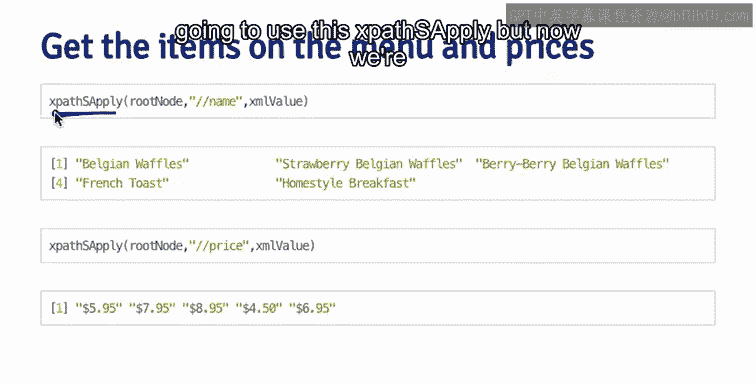 going to use this xpathSApply but now
we're
Get the items on the menu and prices
xpathSApply(rootNode,"//name",xmlValue)
[1] "Belgian Waffles" "Strawberry Belgian Waffles" "Berry-Berry Belgian Waffles"
[4] "French Toast" "Homestyle Breakfast"
xpathSApply(rootNode,"//price",xmlValue)
[1] "$5.95" "$7.95" "$8.95" "$4.50" "$6.95"